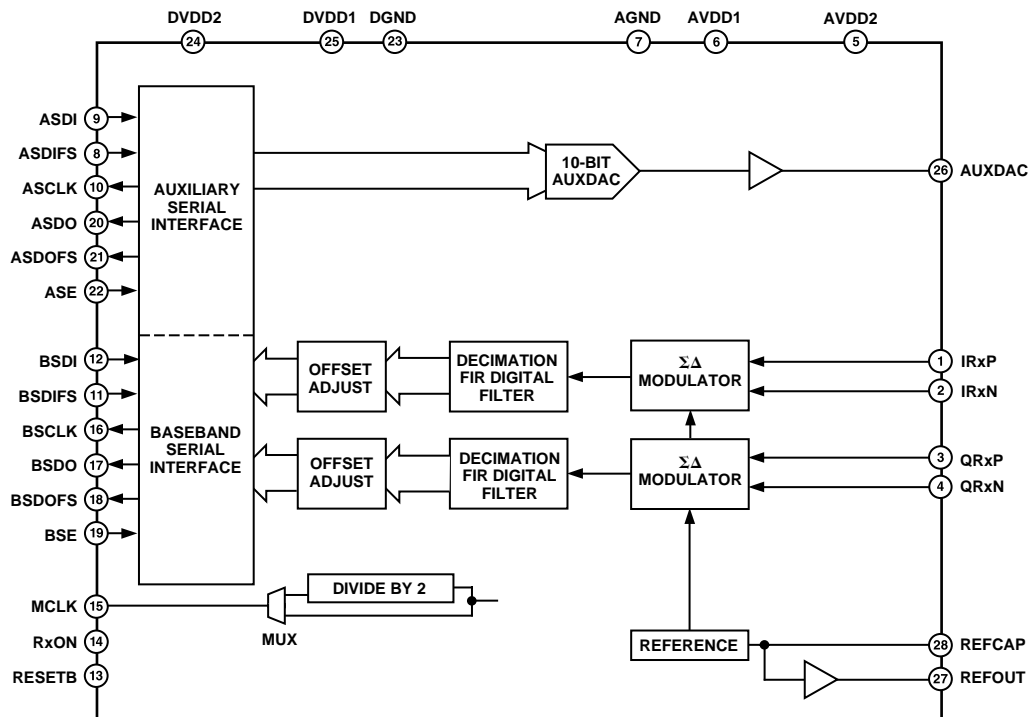 DVDD2 DVDD1 DGND AGND AVDD1 AVDD2
24 25 23 7 6 5
ASDI 9
ASDIFS 8
ASCLK 10
ASDO 20
ASDOFS 21
ASE 22
AUXILIARY
SERIAL
INTERFACE
10-BIT
AUXDAC
26 AUXDAC
BSDI 12
BSDIFS 11
BSCLK 16
BSDO 17
BSDOFS 18
BSE 19
BASEBAND
SERIAL
INTERFACE
OFFSET
ADJUST
DECIMATION
FIR DIGITAL
FILTER
ΣΔ
MODULATOR
1 IRxP
2 IRxN
OFFSET
ADJUST
DECIMATION
FIR DIGITAL
FILTER
ΣΔ
MODULATOR
3 QRxP
4 QRxN
MCLK 15
RxON 14
RESETB 13
MUX
DIVIDE BY 2
REFERENCE
28 REFCAP
27 REFOUT